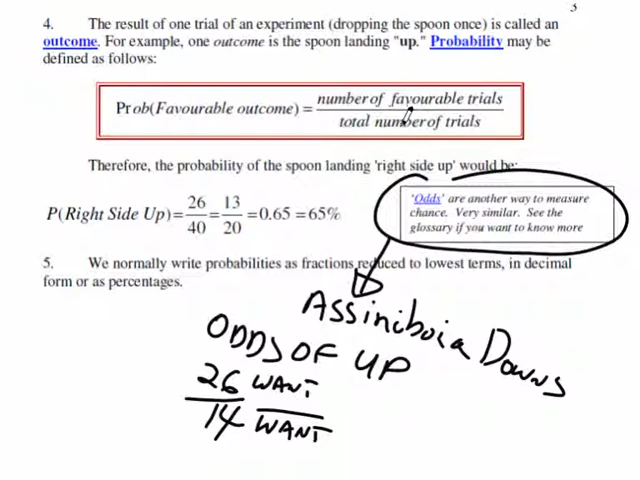 3
4. The result of one trial of an experiment (dropping the spoon once) is called an
outcome. For example, one outcome is the spoon landing "up." Probability may be
defined as follows:
Prob(Favourable outcome) = number of favourable trials / total number of trials
Therefore, the probability of the spoon landing 'right side up' would be:
P(Right Side Up) = 26/40 = 13/20 = 0.65 = 65%
'Odds' are another way to measure
chance. Very similar. See the
glossary if you want to know more
5. We normally write probabilities as fractions reduced to lowest terms, in decimal
form or as percentages.
Assiniboia Downs
ODDS OF UP
26 WANT
14 WANT